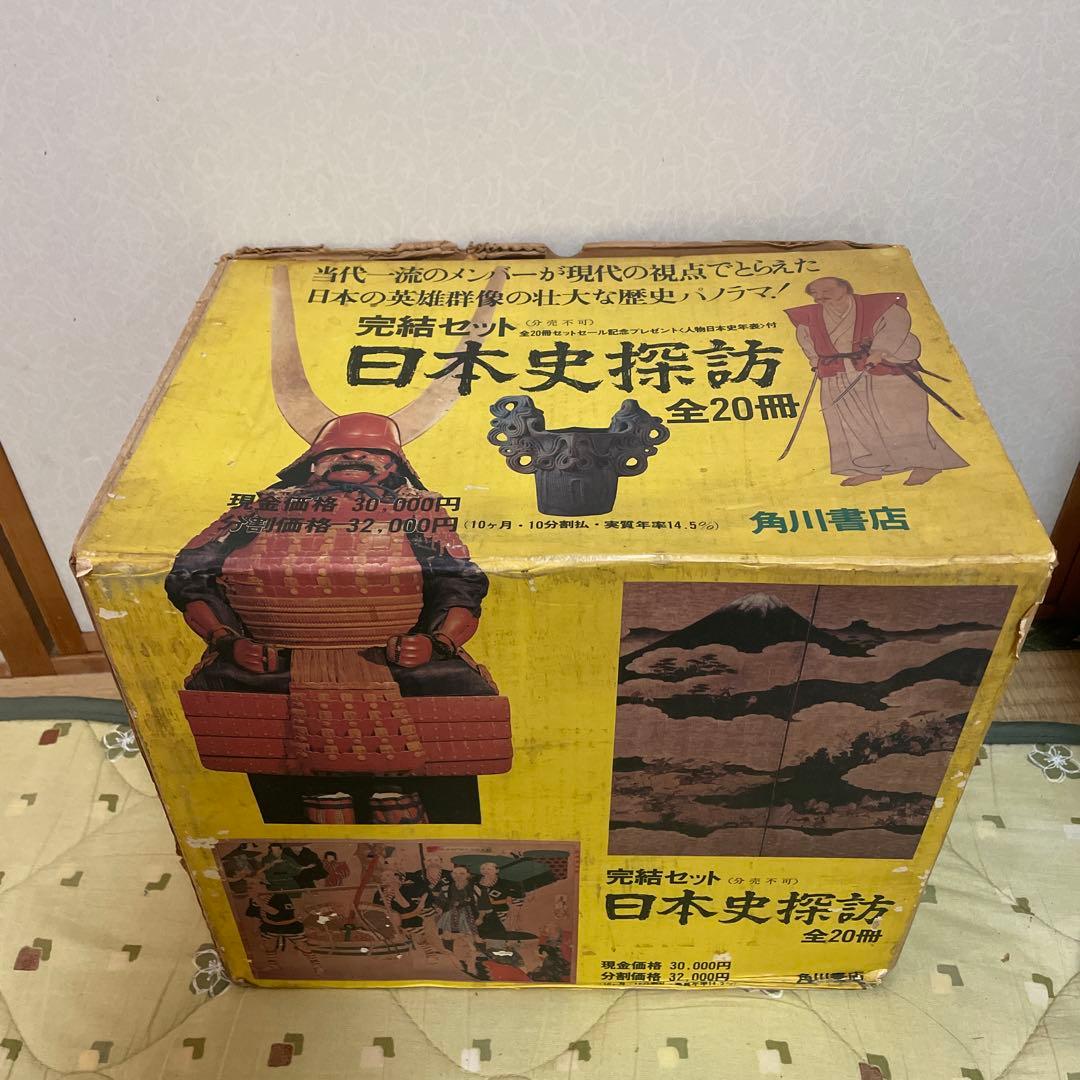 当代一流のメンバーが現代の視点でとらえた
日本の英雄群像の壮大な歴史パノラマ!
完結セット(分売不可)全20冊セットセール記念プレゼント〈人物日本史年表〉付
日本史探訪
全20冊
現金価格 30,000円
分割価格 32,000円(10ヶ月・10分割払・実質年率14.5%)
角川書店
完結セット(分売不可)
日本史探訪
全20冊
現金価格 30,000円
分割価格 32,000円
角川書店